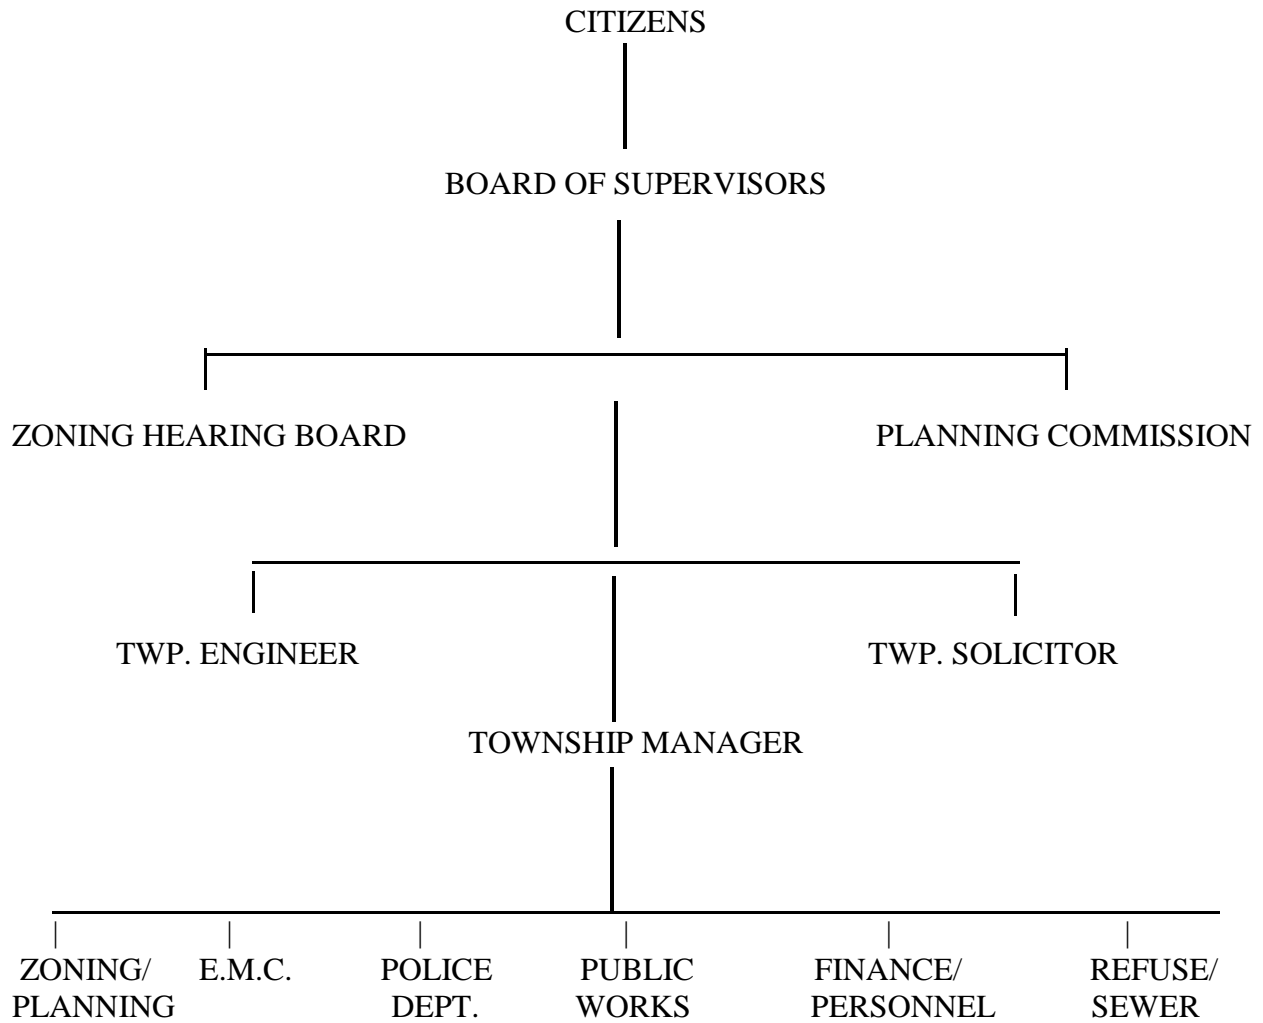 CITIZENS
BOARD OF SUPERVISORS
ZONING HEARING BOARD PLANNING COMMISSION
TWP. ENGINEER TWP. SOLICITOR
TOWNSHIP MANAGER
ZONING/ E.M.C. POLICE PUBLIC FINANCE/ REFUSE/
PLANNING DEPT. WORKS PERSONNEL SEWER